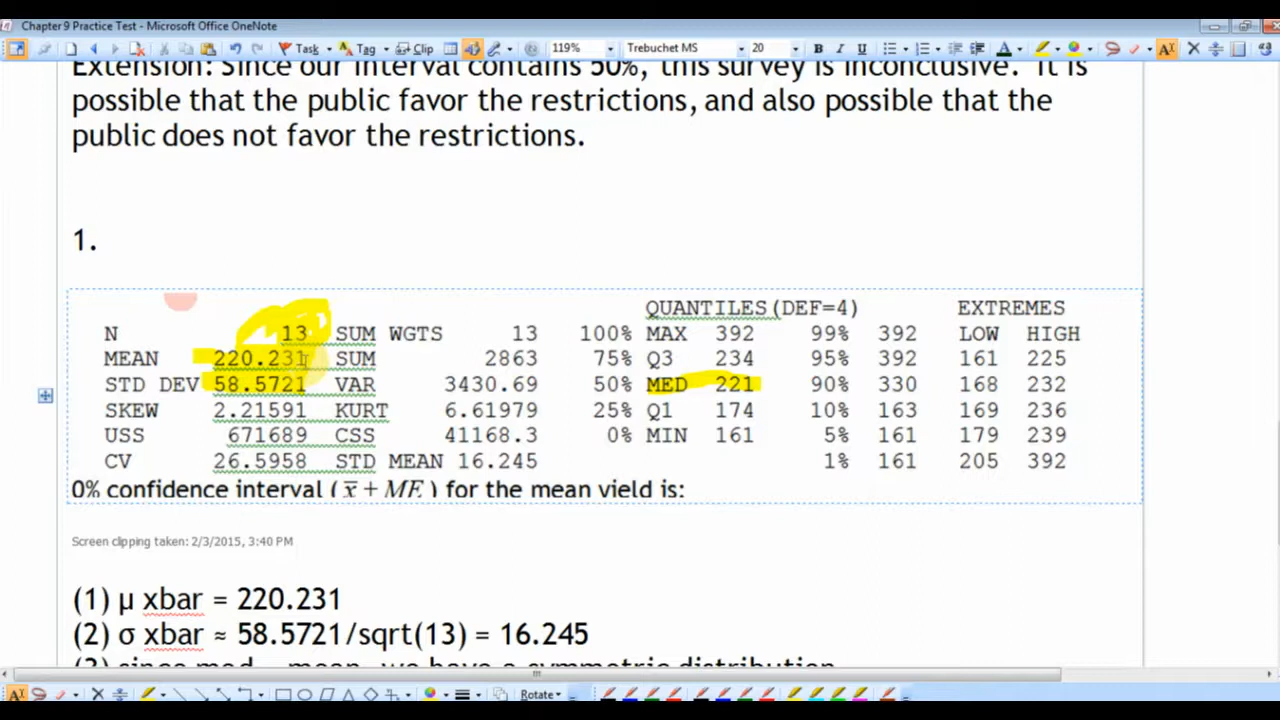 Chapter 9 Practice Test - Microsoft Office OneNote
Task Tag Clip 119% Trebuchet MS 20 B I U A
Extension: Since our interval contains 50%, this survey is inconclusive. It is
possible that the public favor the restrictions, and also possible that the
public does not favor the restrictions.
1.
QUANTILES(DEF=4) EXTREMES
N 13 SUM WGTS 13 100% MAX 392 99% 392 LOW HIGH
MEAN 220.231 SUM 2863 75% Q3 234 95% 392 161 225
STD DEV 58.5721 VAR 3430.69 50% MED 221 90% 330 168 232
SKEW 2.21591 KURT 6.61979 25% Q1 174 10% 163 169 236
USS 671689 CSS 41168.3 0% MIN 161 5% 161 179 239
CV 26.5958 STD MEAN 16.245 1% 161 205 392
0% confidence interval ( x̄ + ME ) for the mean yield is:
Screen clipping taken: 2/3/2015, 3:40 PM
(1) μ xbar = 220.231
(2) σ xbar ≈ 58.5721/sqrt(13) = 16.245
(3) since med mean, we have a symmetric distribution
Rotate